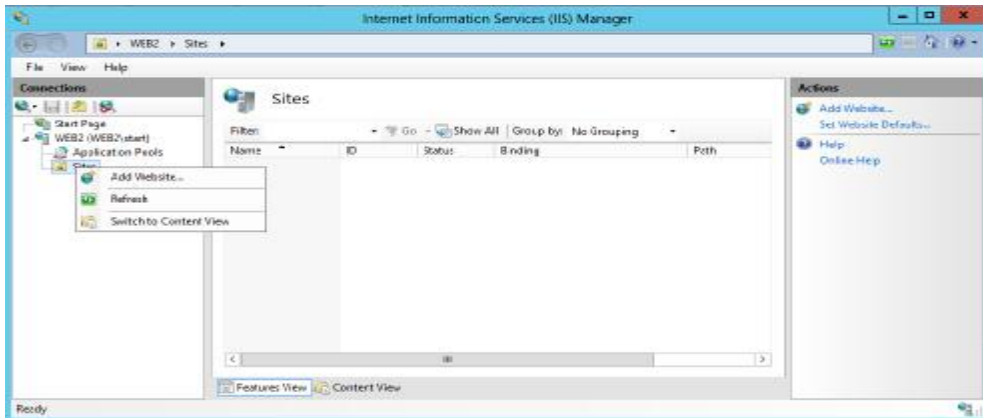 Internet Information Services (IIS) Manager
WEB2 Sites
File View Help
Connections
Start Page
WEB2 (WEB2\start)
Application Pools
Sites
Add Website...
Refresh
Switch to Content View
Sites
Filter: Go Show All Group by: No Grouping
Name ID Status Binding Path
Features View Content View
Actions
Add Website...
Set Website Defaults...
Help
Online Help
Ready